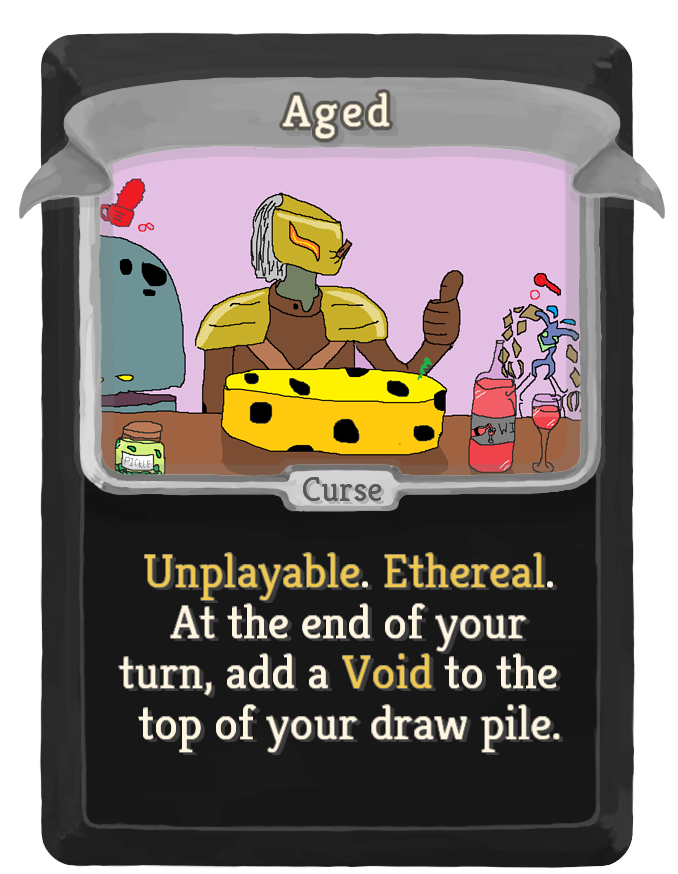 Aged
PICKLE
WI
Curse
Unplayable. Ethereal.
At the end of your
turn, add a Void to the
top of your draw pile.